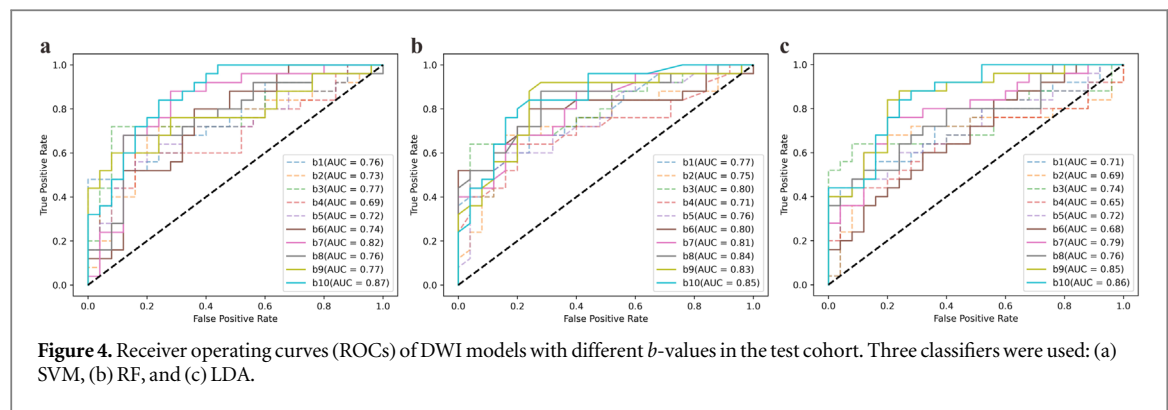 a
1.0
0.8
0.6
0.4
0.2
0.0
True Positive Rate
b1(AUC = 0.76)
b2(AUC = 0.73)
b3(AUC = 0.77)
b4(AUC = 0.69)
b5(AUC = 0.72)
b6(AUC = 0.74)
b7(AUC = 0.82)
b8(AUC = 0.76)
b9(AUC = 0.77)
b10(AUC = 0.87)
0.0 0.2 0.4 0.6 0.8 1.0
False Positive Rate
b
1.0
0.8
0.6
0.4
0.2
0.0
True Positive Rate
b1(AUC = 0.77)
b2(AUC = 0.75)
b3(AUC = 0.80)
b4(AUC = 0.71)
b5(AUC = 0.76)
b6(AUC = 0.80)
b7(AUC = 0.81)
b8(AUC = 0.84)
b9(AUC = 0.83)
b10(AUC = 0.85)
0.0 0.2 0.4 0.6 0.8 1.0
False Positive Rate
c
1.0
0.8
0.6
0.4
0.2
0.0
True Positive Rate
b1(AUC = 0.71)
b2(AUC = 0.69)
b3(AUC = 0.74)
b4(AUC = 0.65)
b5(AUC = 0.72)
b6(AUC = 0.68)
b7(AUC = 0.79)
b8(AUC = 0.76)
b9(AUC = 0.85)
b10(AUC = 0.86)
0.0 0.2 0.4 0.6 0.8 1.0
False Positive Rate
Figure 4. Receiver operating curves (ROCs) of DWI models with different b-values in the test cohort. Three classifiers were used: (a)
SVM, (b) RF, and (c) LDA.